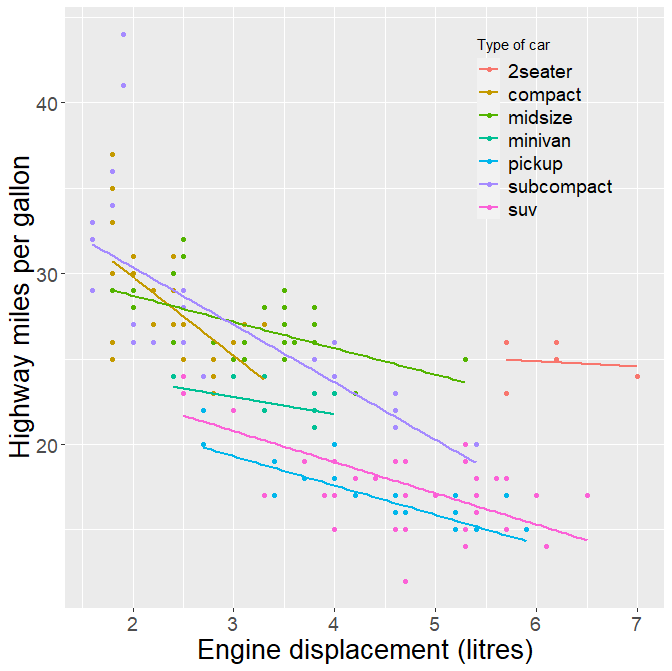 Type of car
2seater
compact
midsize
minivan
pickup
subcompact
suv
Highway miles per gallon
40
30
20
2 3 4 5 6 7
Engine displacement (litres)